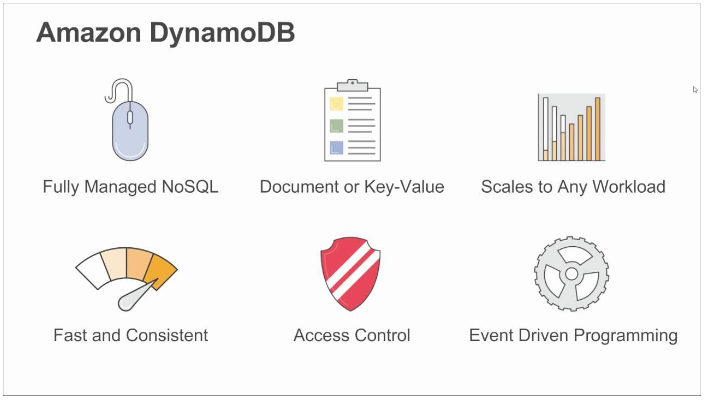 Amazon DynamoDB
Fully Managed NoSQL
Document or Key-Value
Scales to Any Workload
Fast and Consistent
Access Control
Event Driven Programming